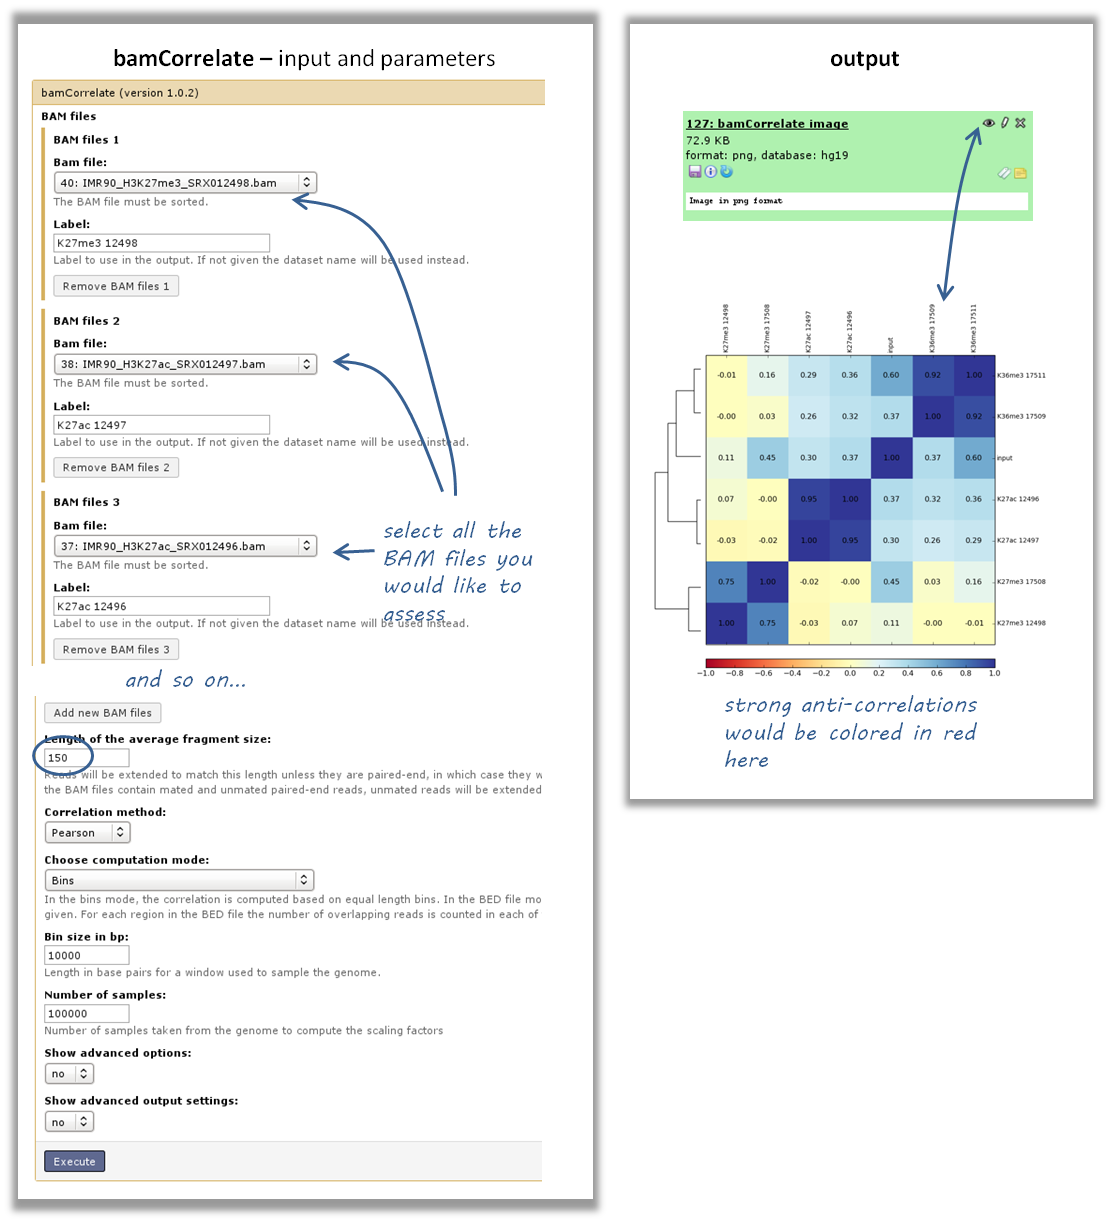 bamCorrelate – input and parameters
bamCorrelate (version 1.0.2)
BAM files
BAM files 1
Bam file:
40: IMR90_H3K27me3_SRX012498.bam
The BAM file must be sorted.
Label:
K27me3 12498
Label to use in the output. If not given the dataset name will be used instead.
Remove BAM files 1
BAM files 2
Bam file:
38: IMR90_H3K27ac_SRX012497.bam
The BAM file must be sorted.
Label:
K27ac 12497
Label to use in the output. If not given the dataset name will be used instead.
Remove BAM files 2
BAM files 3
Bam file:
37: IMR90_H3K27ac_SRX012496.bam
The BAM file must be sorted.
Label:
K27ac 12496
Label to use in the output. If not given the dataset name will be used instead.
Remove BAM files 3
select all the
BAM files you
would like to
assess
and so on...
Add new BAM files
Length of the average fragment size:
150
Reads will be extended to match this length unless they are paired-end, in which case they w
the BAM files contain mated and unmated paired-end reads, unmated reads will be extended
Correlation method:
Pearson
Choose computation mode:
Bins
In the bins mode, the correlation is computed based on equal length bins. In the BED file mo
given. For each region in the BED file the number of overlapping reads is counted in each of
Bin size in bp:
10000
Length in base pairs for a window used to sample the genome.
Number of samples:
100000
Number of samples taken from the genome to compute the scaling factors
Show advanced options:
no
Show advanced output settings:
no
Execute
output
127: bamCorrelate image
72.9 KB
format: png, database: hg19
Image in png format
K27me3 12498
K27me3 17508
K27ac 12497
K27ac 12496
input
K36me3 17509
K36me3 17511
-0.01 0.16 0.29 0.36 0.60 0.92 1.00 K36me3 17511
-0.00 0.03 0.26 0.32 0.37 1.00 0.92 K36me3 17509
0.11 0.45 0.30 0.37 1.00 0.37 0.60 input
0.07 -0.00 0.95 1.00 0.37 0.32 0.36 K27ac 12496
-0.03 -0.02 1.00 0.95 0.30 0.26 0.29 K27ac 12497
0.75 1.00 -0.02 -0.00 0.45 0.03 0.16 K27me3 17508
1.00 0.75 -0.03 0.07 0.11 -0.00 -0.01 K27me3 12498
−1.0 −0.8 −0.6 −0.4 −0.2 0.0 0.2 0.4 0.6 0.8 1.0
strong anti-correlations
would be colored in red
here